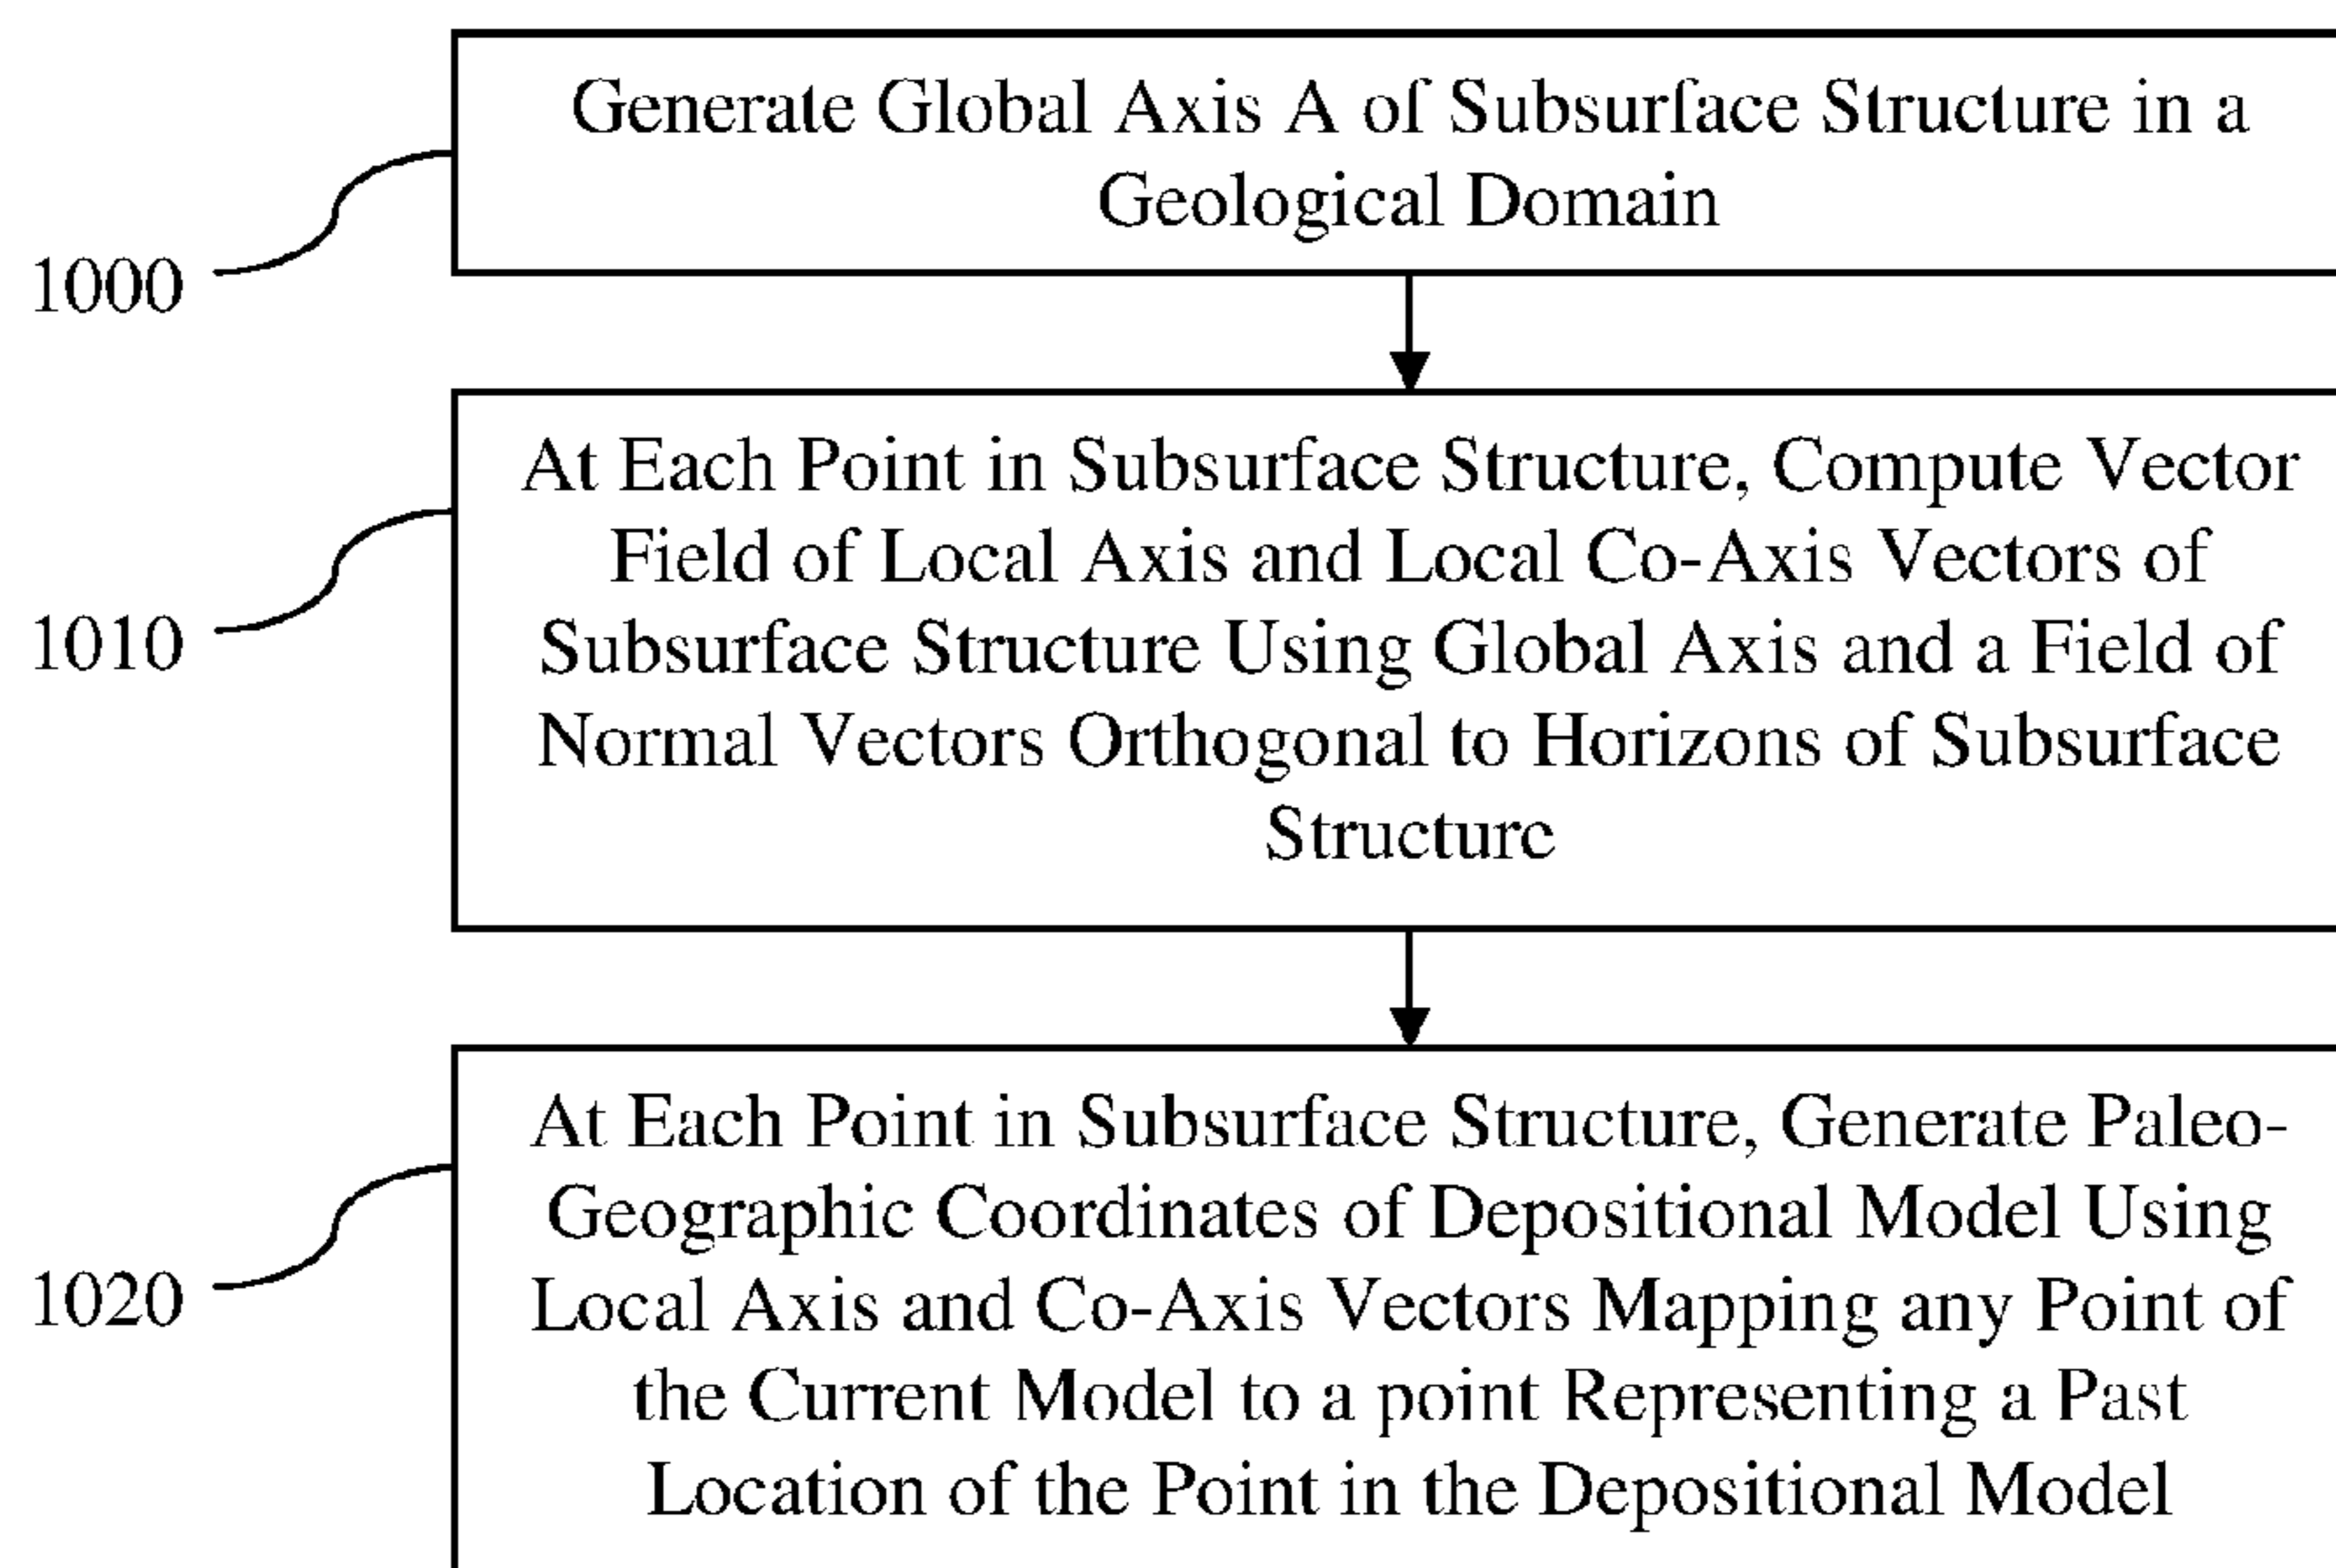 Generate Global Axis A of Subsurface Structure in a
Geological Domain
1000
At Each Point in Subsurface Structure, Compute Vector
Field of Local Axis and Local Co-Axis Vectors of
Subsurface Structure Using Global Axis and a Field of
Normal Vectors Orthogonal to Horizons of Subsurface
Structure
1010
At Each Point in Subsurface Structure, Generate Paleo-
Geographic Coordinates of Depositional Model Using
Local Axis and Co-Axis Vectors Mapping any Point of
the Current Model to a point Representing a Past
Location of the Point in the Depositional Model
1020